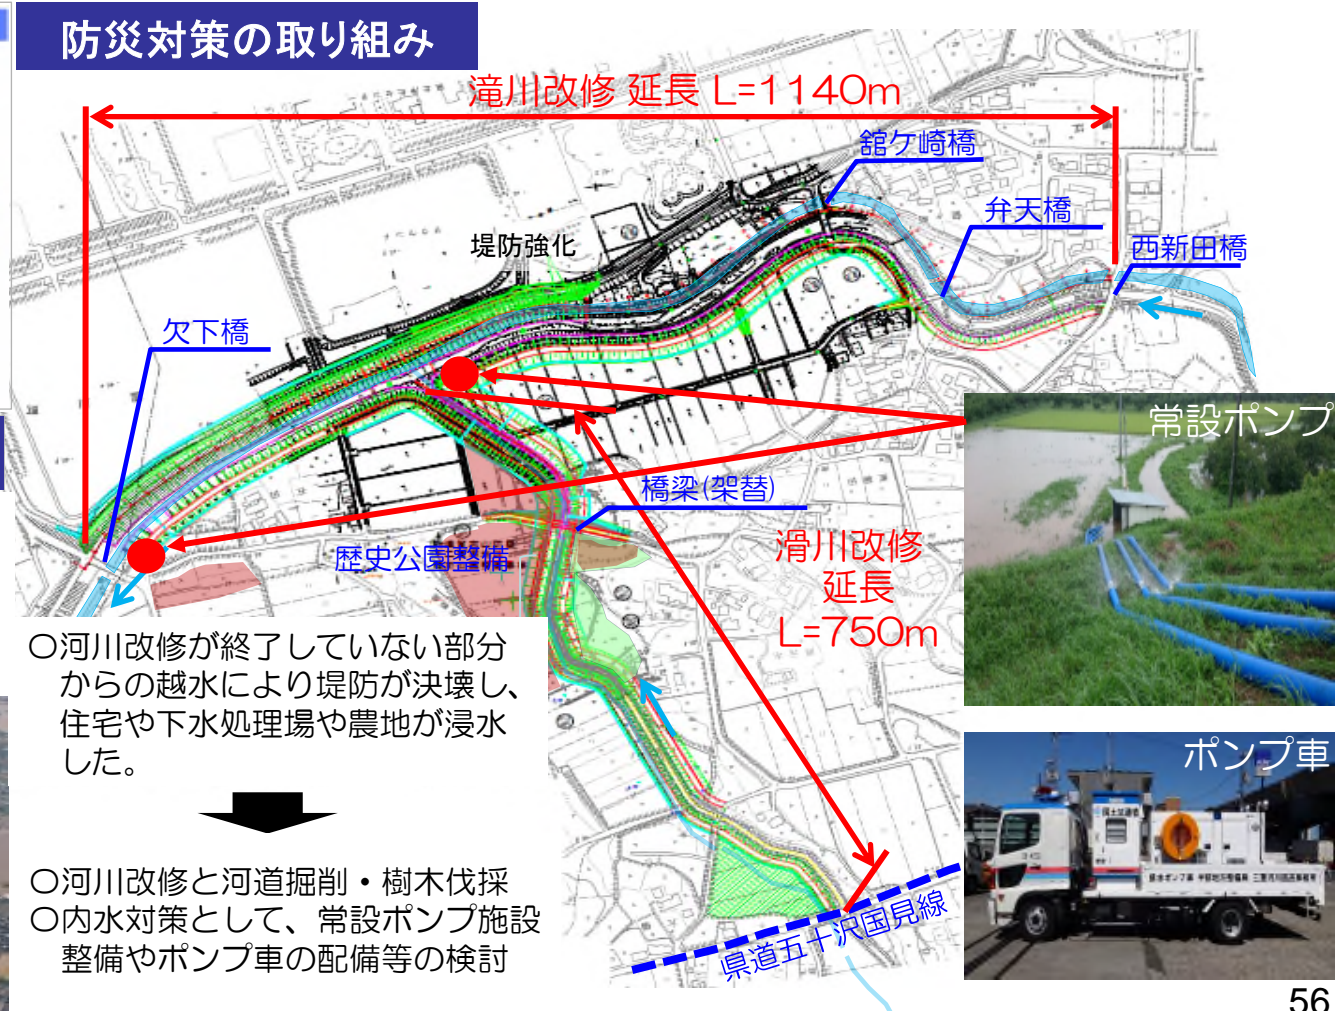 防災対策の取り組み
滝川改修 延長 L=1140m
舘ケ崎橋
弁天橋
西新田橋
堤防強化
欠下橋
常設ポンプ
橋梁(架替)
歴史公園整備
滑川改修
延長
L=750m
〇河川改修が終了していない部分
からの越水により堤防が決壊し、
住宅や下水処理場や農地が浸水
した。
〇河川改修と河道掘削・樹木伐採
〇内水対策として、常設ポンプ施設
整備やポンプ車の配備等の検討
県道五十沢国見線
ポンプ車
国土交通省
56